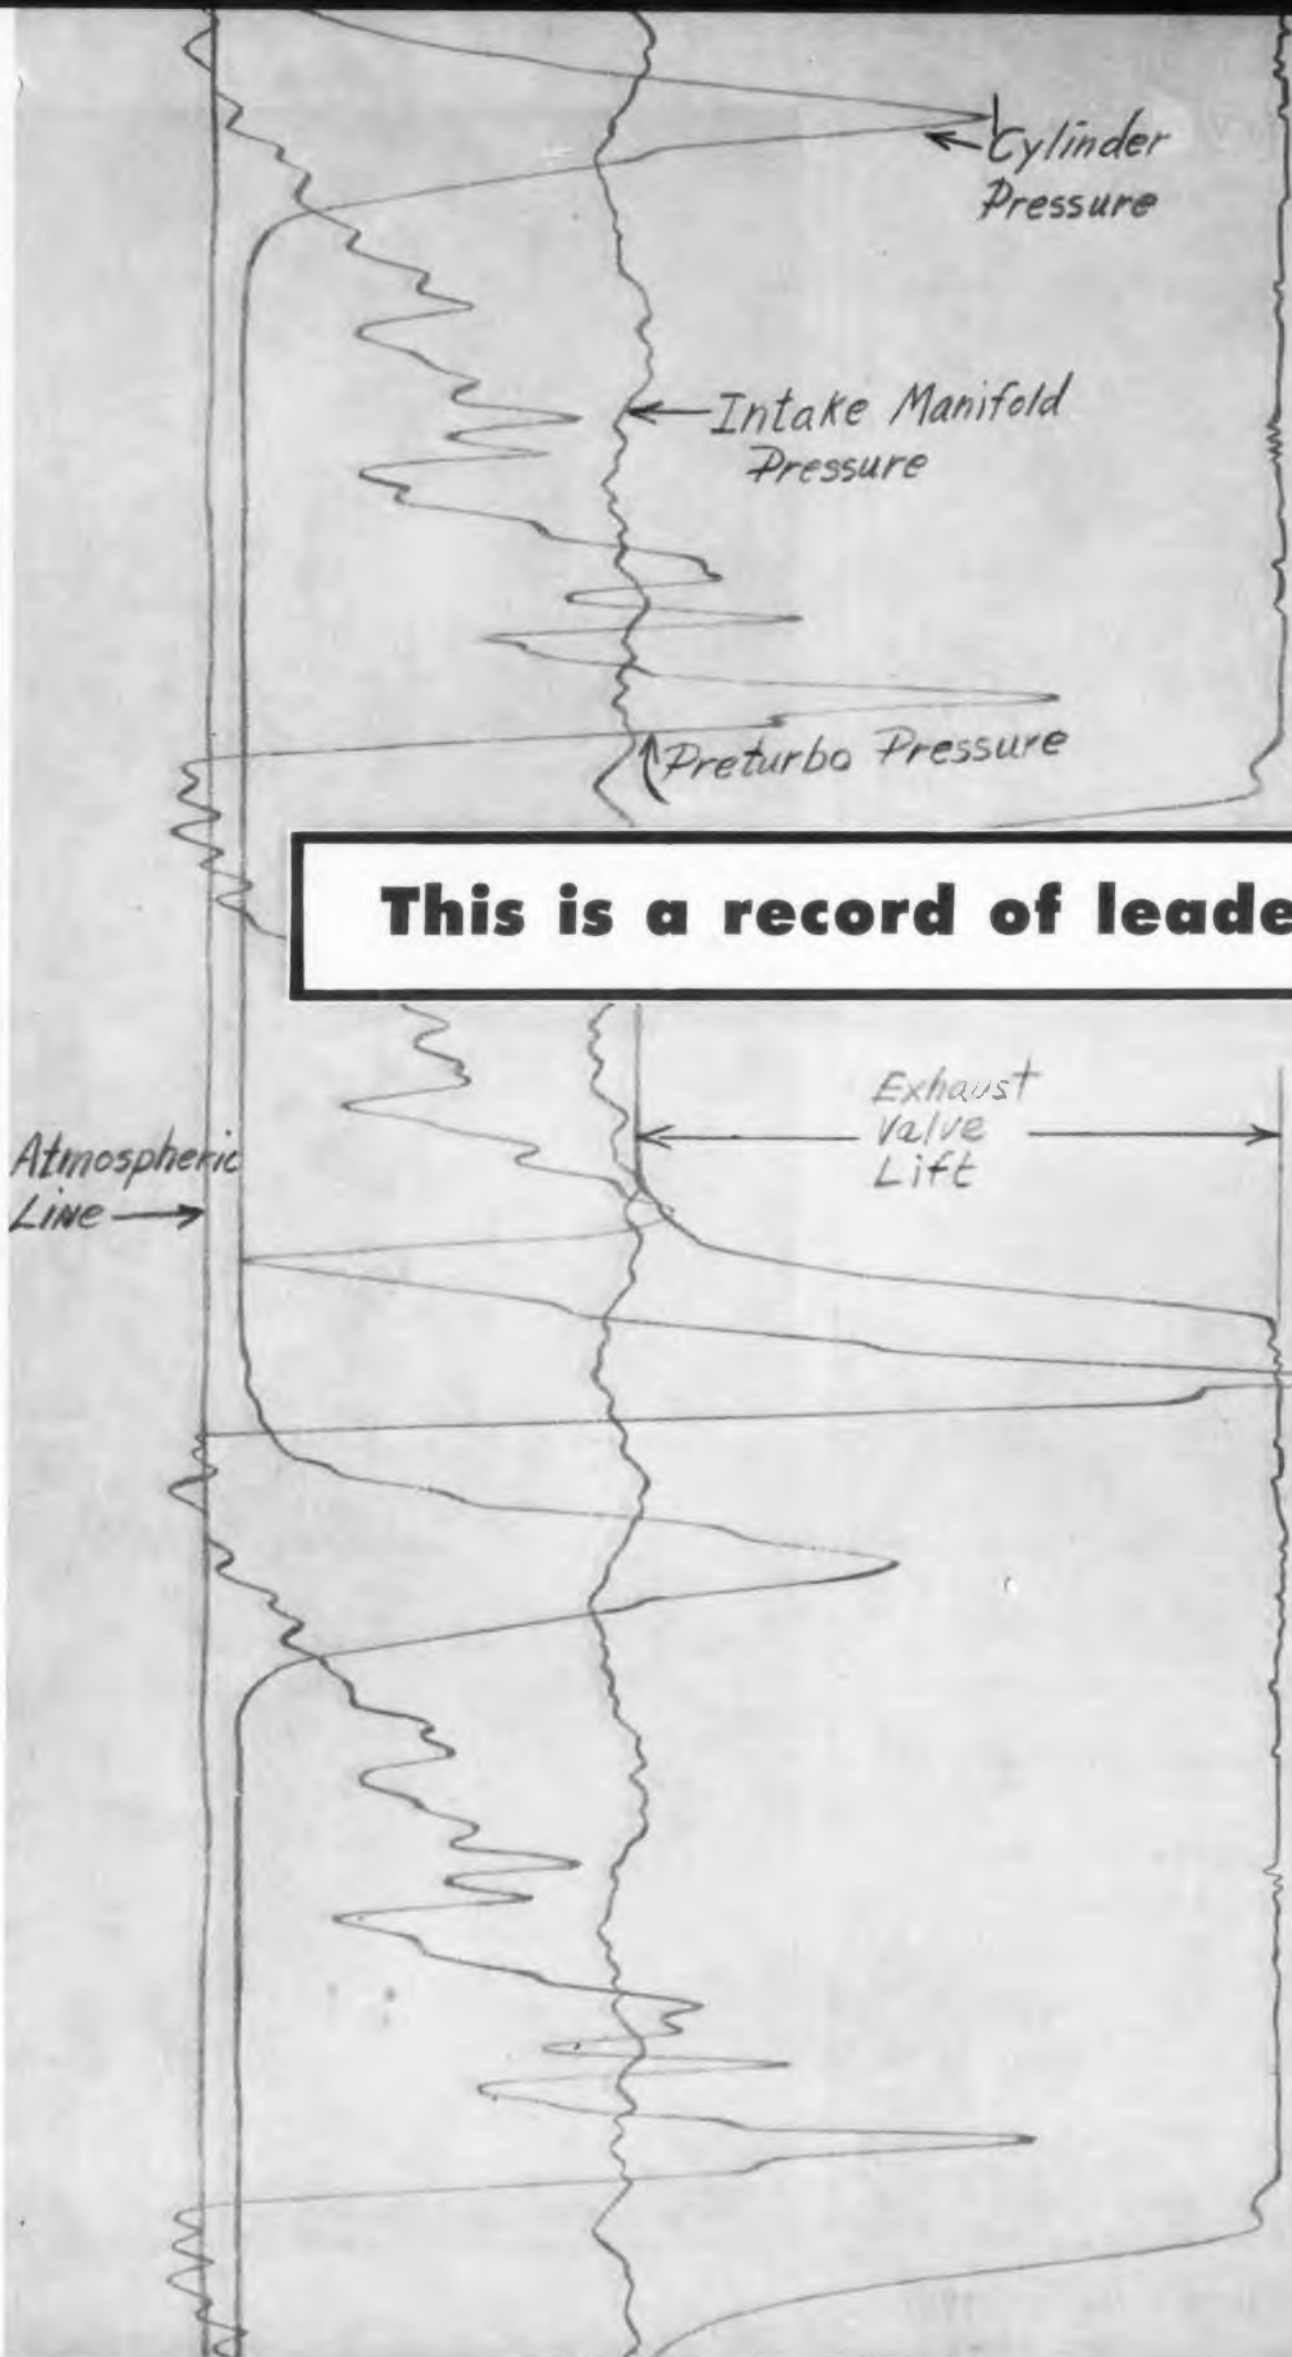 Cylinder
Pressure
Intake Manifold
Pressure
Preturbo Pressure
This is a record of leade
Exhaust
Valve
Lift
Atmospheric
Line